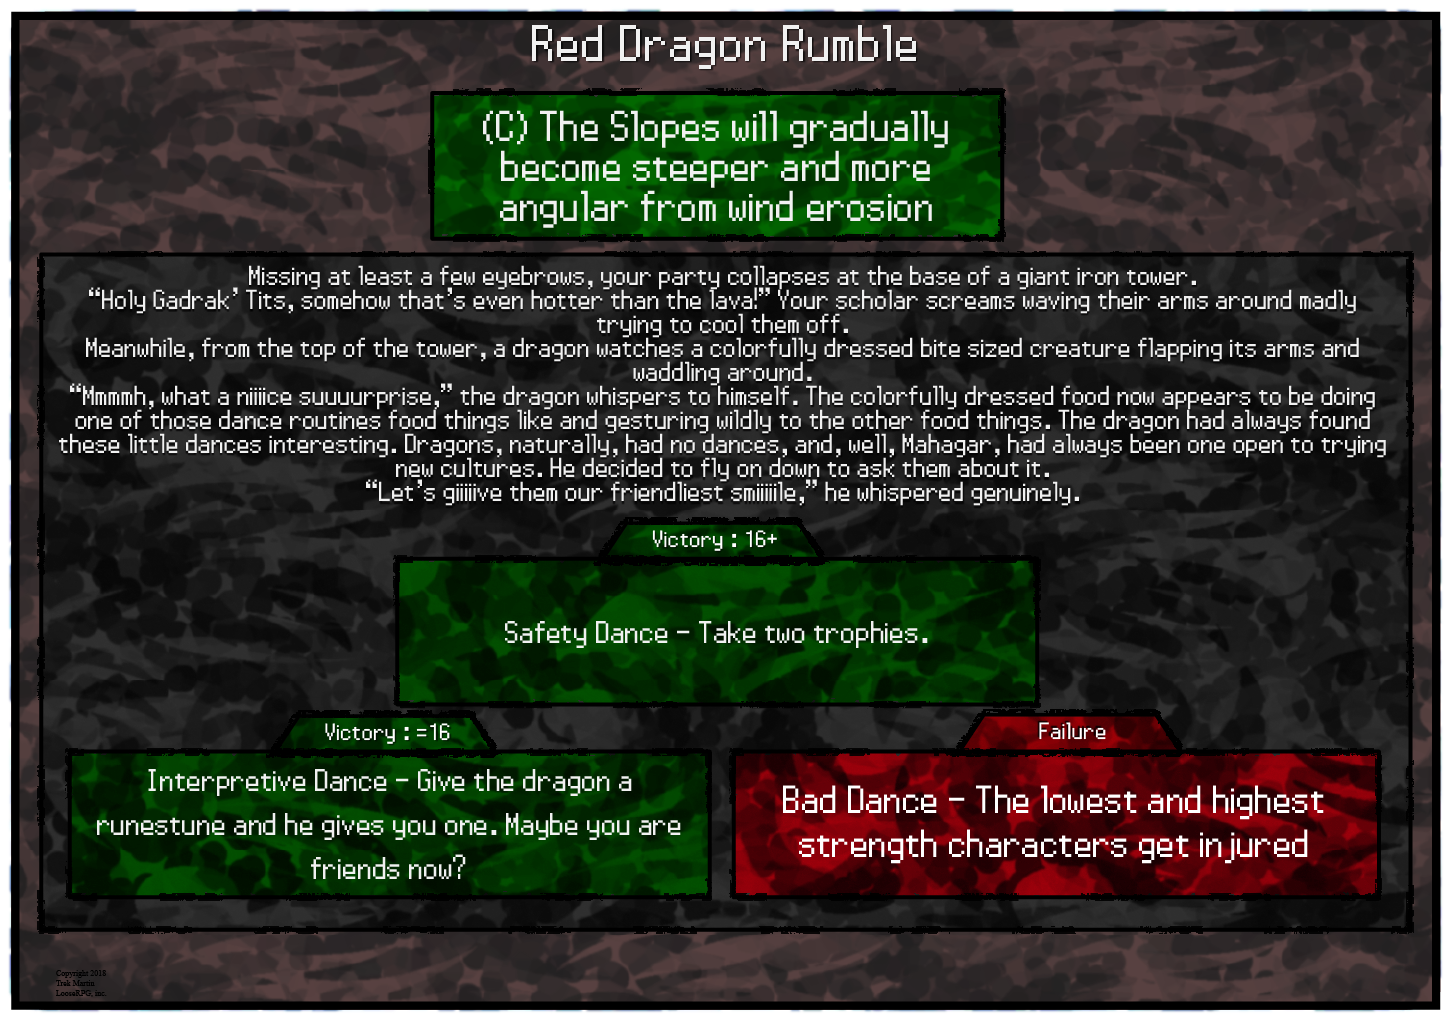 Red Dragon Rumble
(C) The Slopes will gradually
become steeper and more
angular from wind erosion
Missing at least a few eyebrows, your party collapses at the base of a giant iron tower.
“Holy Gadrak’ Tits, somehow that’s even hotter than the lava!” Your scholar screams waving their arms around madly
trying to cool them off.
Meanwhile, from the top of the tower, a dragon watches a colorfully dressed bite sized creature flapping its arms and
waddling around.
“Mmmmh, what a niiiice suuuurprise,” the dragon whispers to himself. The colorfully dressed food now appears to be doing
one of those dance routines food things like and gesturing wildly to the other food things. The dragon had always found
these little dances interesting. Dragons, naturally, had no dances, and, well, Mahagar, had always been one open to trying
new cultures. He decided to fly on down to ask them about it.
“Let’s giiiiive them our friendliest smiiiiile,” he whispered genuinely.
Victory : 16+
Safety Dance - Take two trophies.
Victory : =16
Interpretive Dance - Give the dragon a
runestune and he gives you one. Maybe you are
friends now?
Failure
Bad Dance - The lowest and highest
strength characters get injured
Copyright 2018
Trek Martin
LooseRPG, inc.